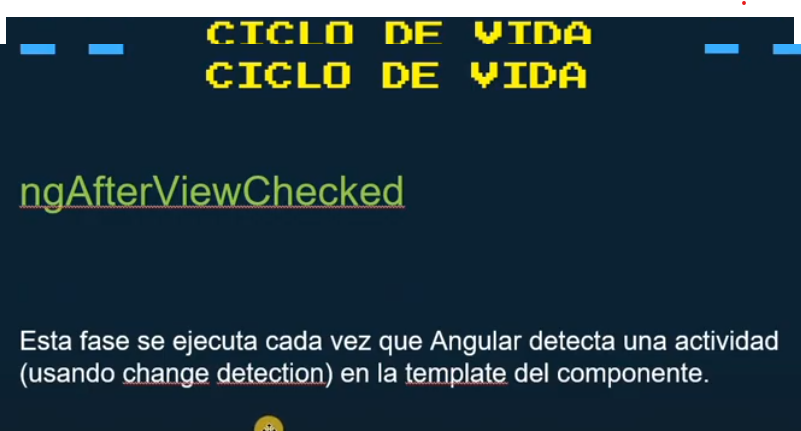 CICLO DE VIDA
CICLO DE VIDA
ngAfterViewChecked
Esta fase se ejecuta cada vez que Angular detecta una actividad
(usando change detection) en la template del componente.